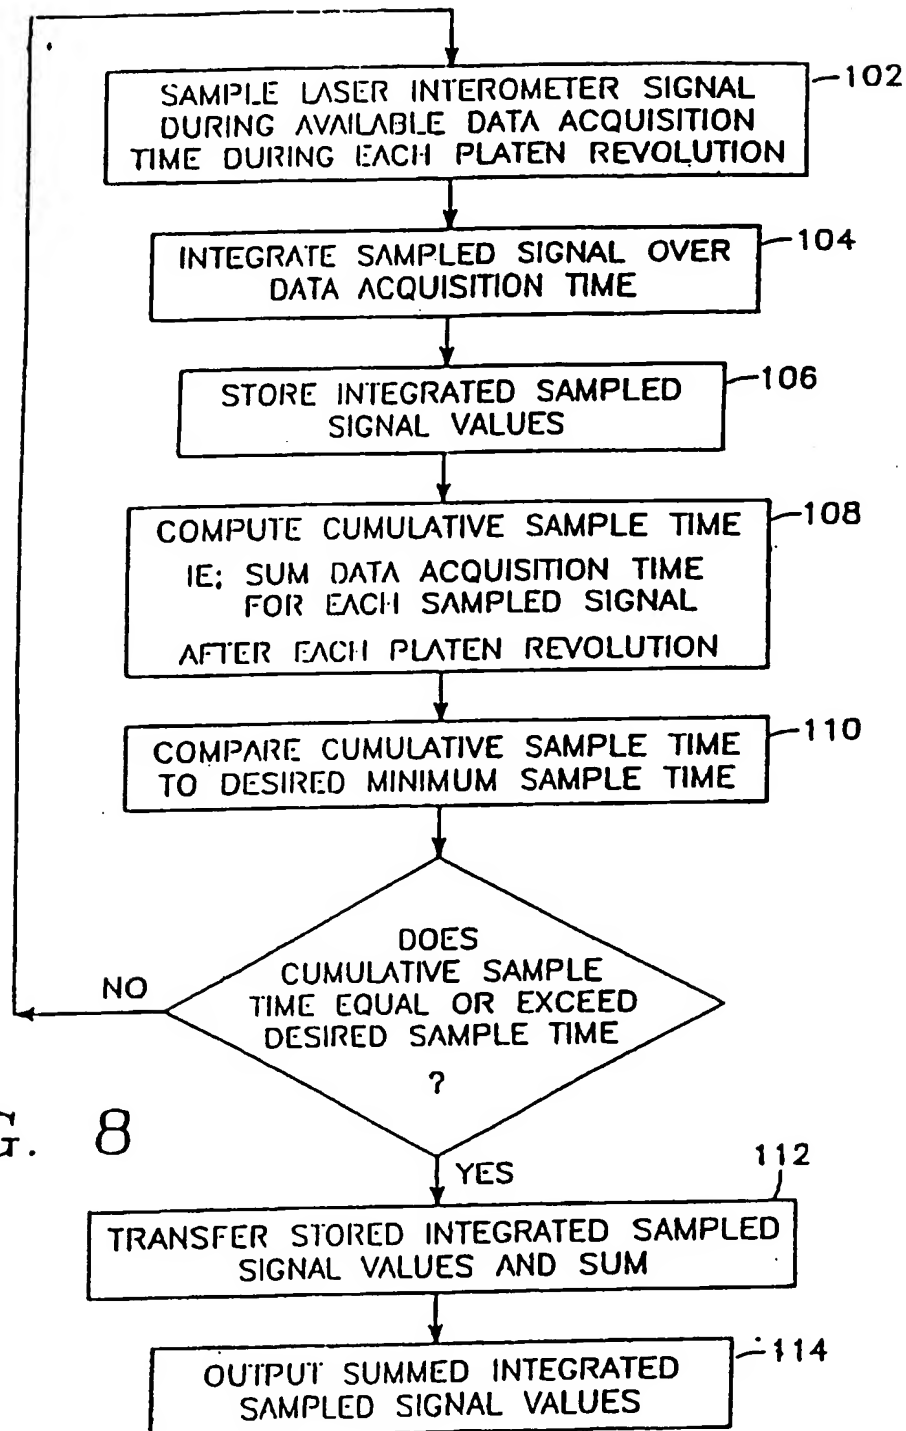 SAMPLE LASER INTEROMETER SIGNAL
DURING AVAILABLE DATA ACQUISITION
TIME DURING EACH PLATEN REVOLUTION
102
INTEGRATE SAMPLED SIGNAL OVER
DATA ACQUISITION TIME
104
STORE INTEGRATED SAMPLED
SIGNAL VALUES
106
COMPUTE CUMULATIVE SAMPLE TIME
IE; SUM DATA ACQUISITION TIME
FOR EACH SAMPLED SIGNAL
AFTER EACH PLATEN REVOLUTION
108
COMPARE CUMULATIVE SAMPLE TIME
TO DESIRED MINIMUM SAMPLE TIME
110
DOES
CUMULATIVE SAMPLE
TIME EQUAL OR EXCEED
DESIRED SAMPLE TIME
?
NO
G. 8
YES
112
TRANSFER STORED INTEGRATED SAMPLED
SIGNAL VALUES AND SUM
OUTPUT SUMMED INTEGRATED
SAMPLED SIGNAL VALUES
114